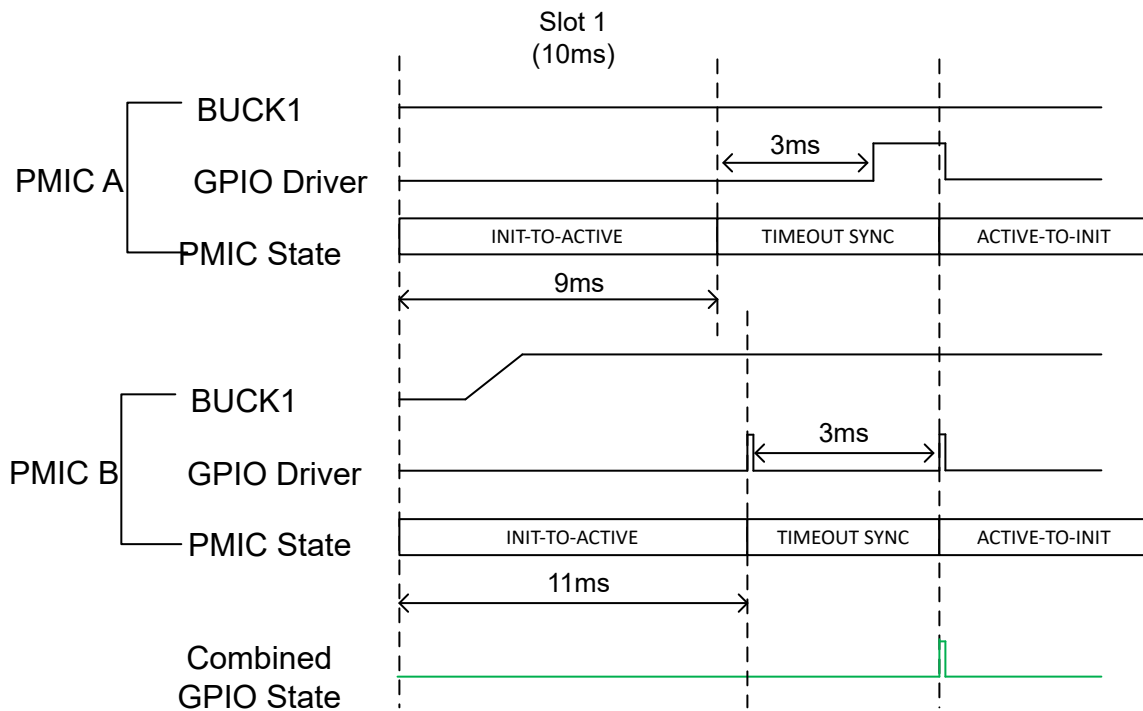 Slot 1
(10ms)
BUCK1
3ms
PMIC A
GPIO Driver
INIT-TO-ACTIVE
TIMEOUT SYNC
ACTIVE-TO-INIT
PMIC State
9ms
BUCK1
3ms
PMIC B
GPIO Driver
INIT-TO-ACTIVE
TIMEOUT SYNC
ACTIVE-TO-INIT
PMIC State
11ms
Combined
GPIO State